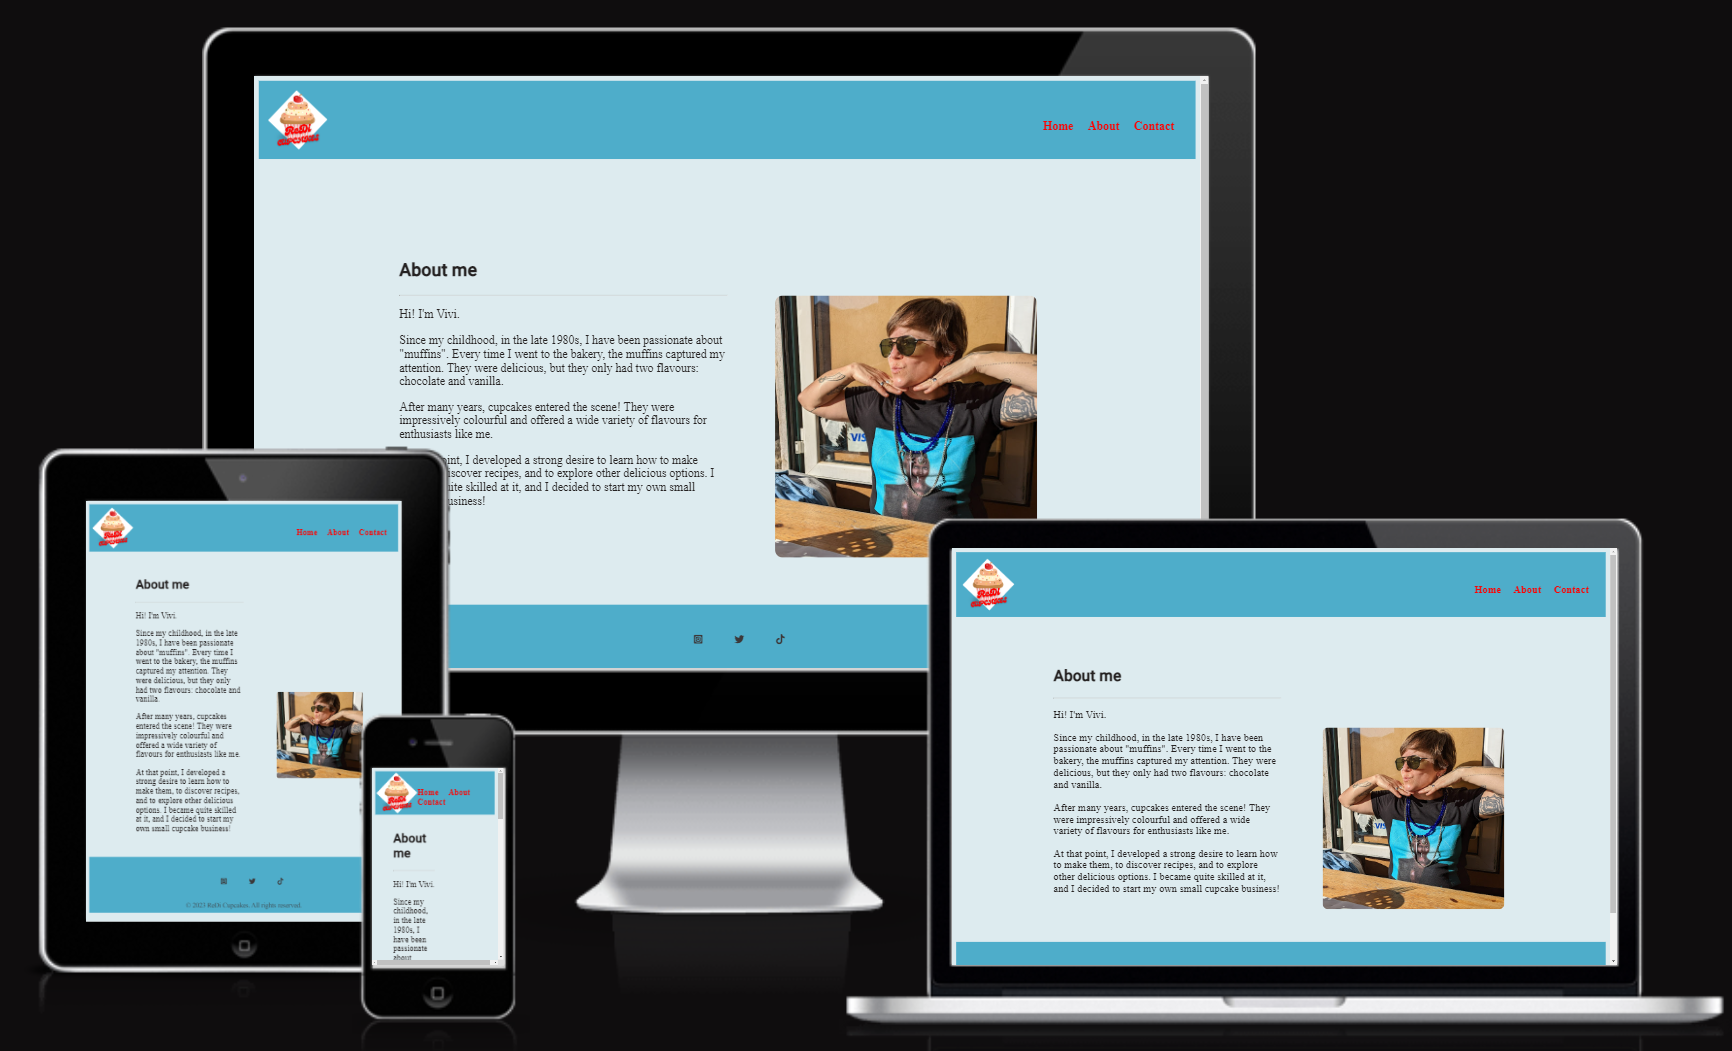 ReDi
CUPCAKES
Home About Contact
About me
Hi! I'm Vivi.
Since my childhood, in the late 1980s, I have been passionate about
"muffins". Every time I went to the bakery, the muffins captured my
attention. They were delicious, but they only had two flavours:
chocolate and vanilla.
After many years, cupcakes entered the scene! They were
impressively colourful and offered a wide variety of flavours for
enthusiasts like me.
point, I developed a strong desire to learn how to make
discover recipes, and to explore other delicious options. I
quite skilled at it, and I decided to start my own small
business!
VIS
ReDi
CUPCAKES
Home About Contact
About me
Hi! I'm Vivi.
Since my childhood, in the late
1980s, I have been passionate
about "muffins". Every time I
went to the bakery, the muffins
captured my attention. They
were delicious, but they only
had two flavours: chocolate and
vanilla.
After many years, cupcakes
entered the scene! They were
impressively colourful and
offered a wide variety of
flavours for enthusiasts like me.
At that point, I developed a
strong desire to learn how to
make them, to discover recipes,
and to explore other delicious
options. I became quite skilled
at it, and I decided to start my
own small cupcake business!
© 2023 ReDi Cupcakes. All rights reserved.
ReDi
CUPCAKES
Home About
Contact
About
me
Hi! I'm Vivi.
Since my
childhood,
in the late
1980s, I
have been
passionate
about
ReDi
CUPCAKES
Home About Contact
About me
Hi! I'm Vivi.
Since my childhood, in the late 1980s, I have been
passionate about "muffins". Every time I went to the
bakery, the muffins captured my attention. They were
delicious, but they only had two flavours: chocolate
and vanilla.
After many years, cupcakes entered the scene! They
were impressively colourful and offered a wide
variety of flavours for enthusiasts like me.
At that point, I developed a strong desire to learn how
to make them, to discover recipes, and to explore
other delicious options. I became quite skilled at it,
and I decided to start my own small cupcake business!
VIS